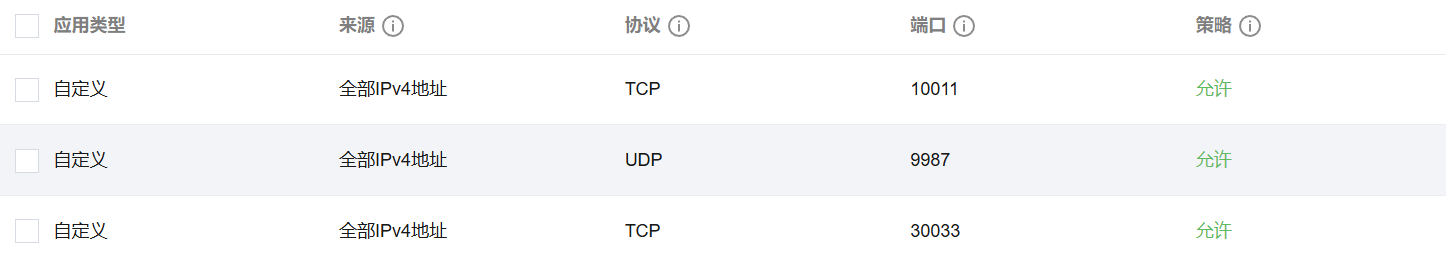 应用类型 来源 协议 端口 策略
自定义 全部IPv4地址 TCP 10011 允许
自定义 全部IPv4地址 UDP 9987 允许
自定义 全部IPv4地址 TCP 30033 允许